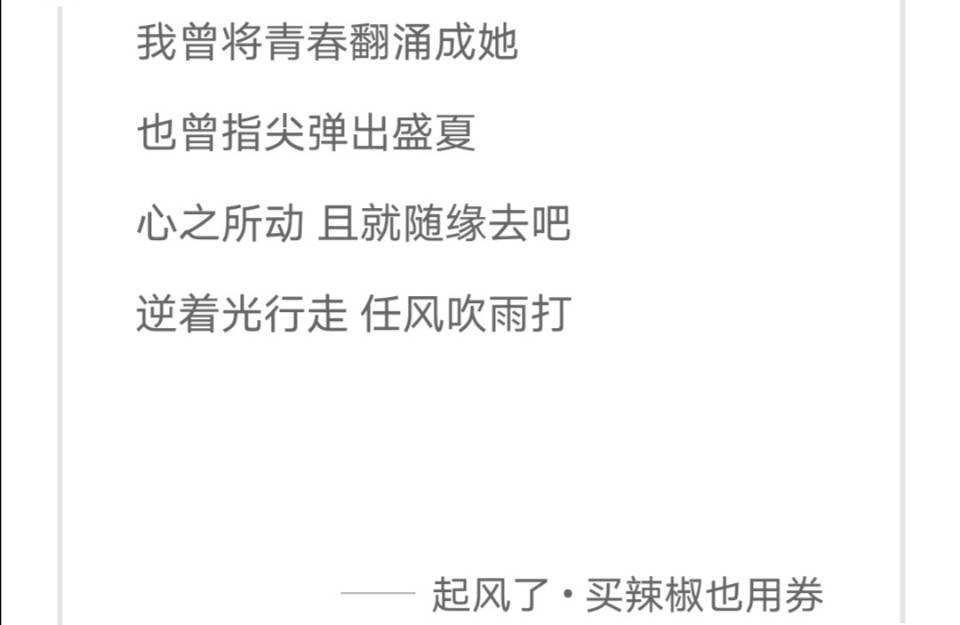 我曾将青春翻涌成她
也曾指尖弹出盛夏
心之所动 且就随缘去吧
逆着光行走 任风吹雨打
—— 起风了 • 买辣椒也用券